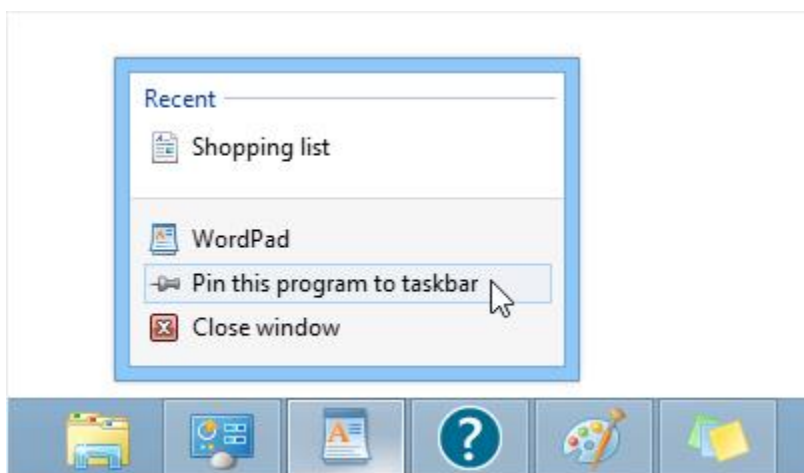 Recent
Shopping list
WordPad
Pin this program to taskbar
Close window
A
?